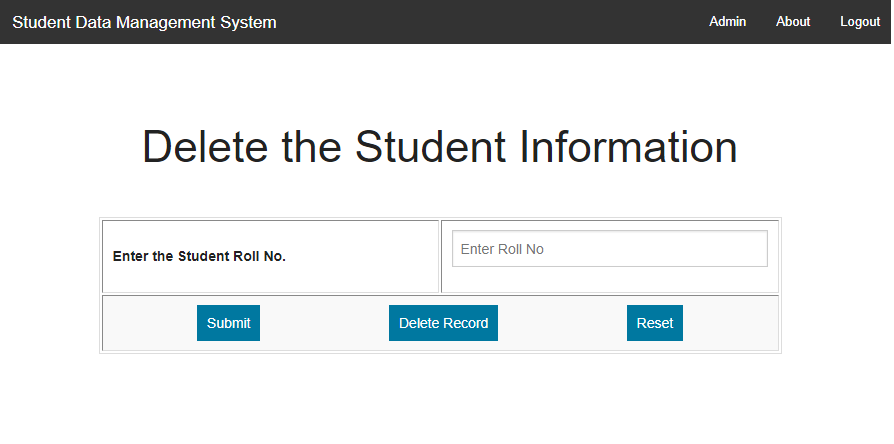 Student Data Management System Admin About Logout
Delete the Student Information
Enter the Student Roll No. Enter Roll No
Submit Delete Record Reset